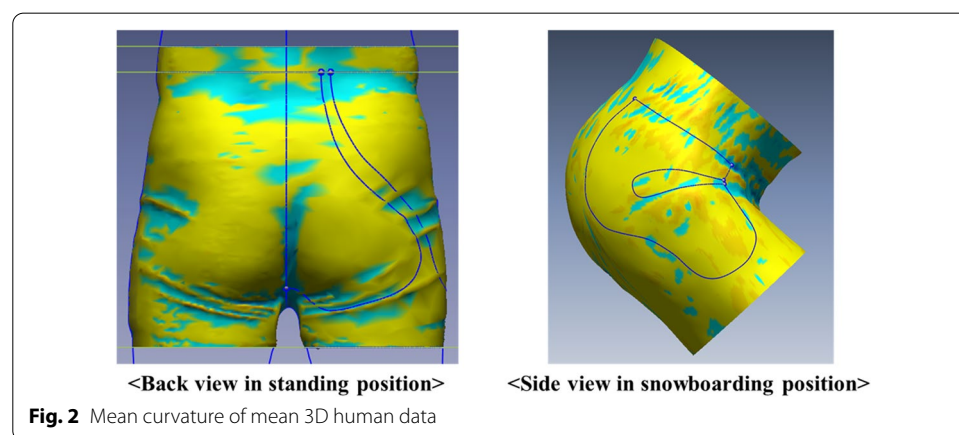 <Back view in standing position>
<Side view in snowboarding position>
Fig. 2 Mean curvature of mean 3D human data